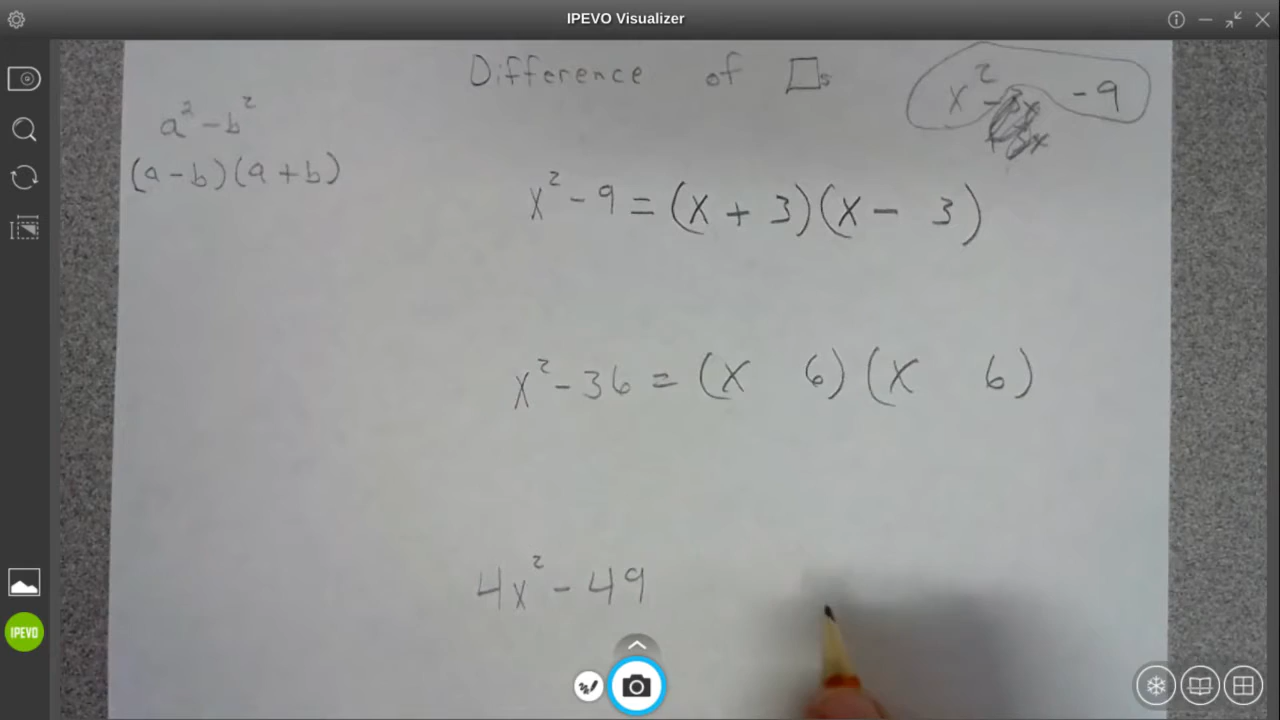 IPEVO Visualizer
Difference of □s
a² - b²
(a - b)(a + b)
x² - 9
x² - 9 = (x + 3)(x - 3)
x² - 36 = (x 6)(x 6)
4x² - 49
IPEVO